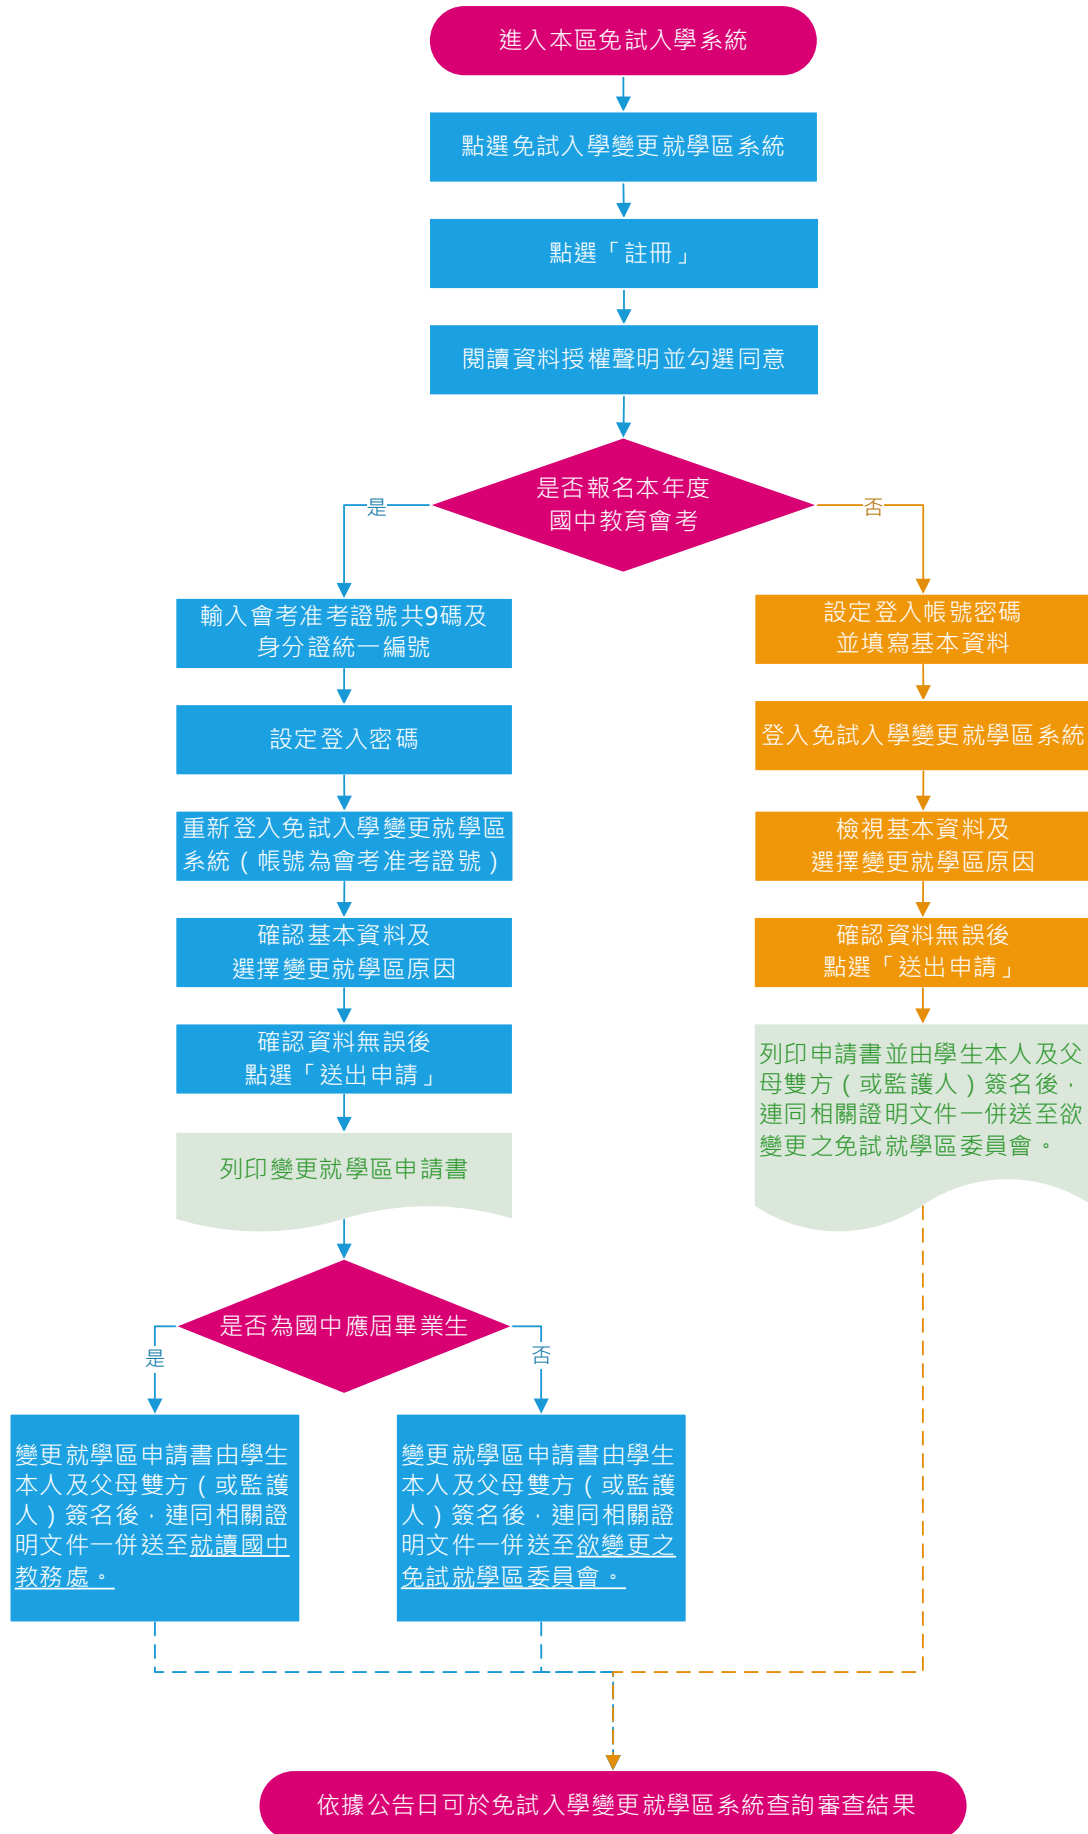 進入本區免試入學系統
點選免試入學變更就學區系統
點選「註冊」
閱讀資料授權聲明並勾選同意
是否報名本年度
國中教育會考
是
否
輸入會考准考證號共9碼及
身分證統一編號
設定登入密碼
重新登入免試入學變更就學區
系統（帳號為會考准考證號）
確認基本資料及
選擇變更就學區原因
確認資料無誤後
點選「送出申請」
列印變更就學區申請書
是否為國中應屆畢業生
是
否
變更就學區申請書由學生
本人及父母雙方（或監護
人）簽名後，連同相關證
明文件一併送至就讀國中
教務處。
變更就學區申請書由學生
本人及父母雙方（或監護
人）簽名後，連同相關證
明文件一併送至欲變更之
免試就學區委員會。
設定登入帳號密碼
並填寫基本資料
登入免試入學變更就學區系統
檢視基本資料及
選擇變更就學區原因
確認資料無誤後
點選「送出申請」
列印申請書並由學生本人及父
母雙方（或監護人）簽名後，
連同相關證明文件一併送至欲
變更之免試就學區委員會。
依據公告日可於免試入學變更就學區系統查詢審查結果